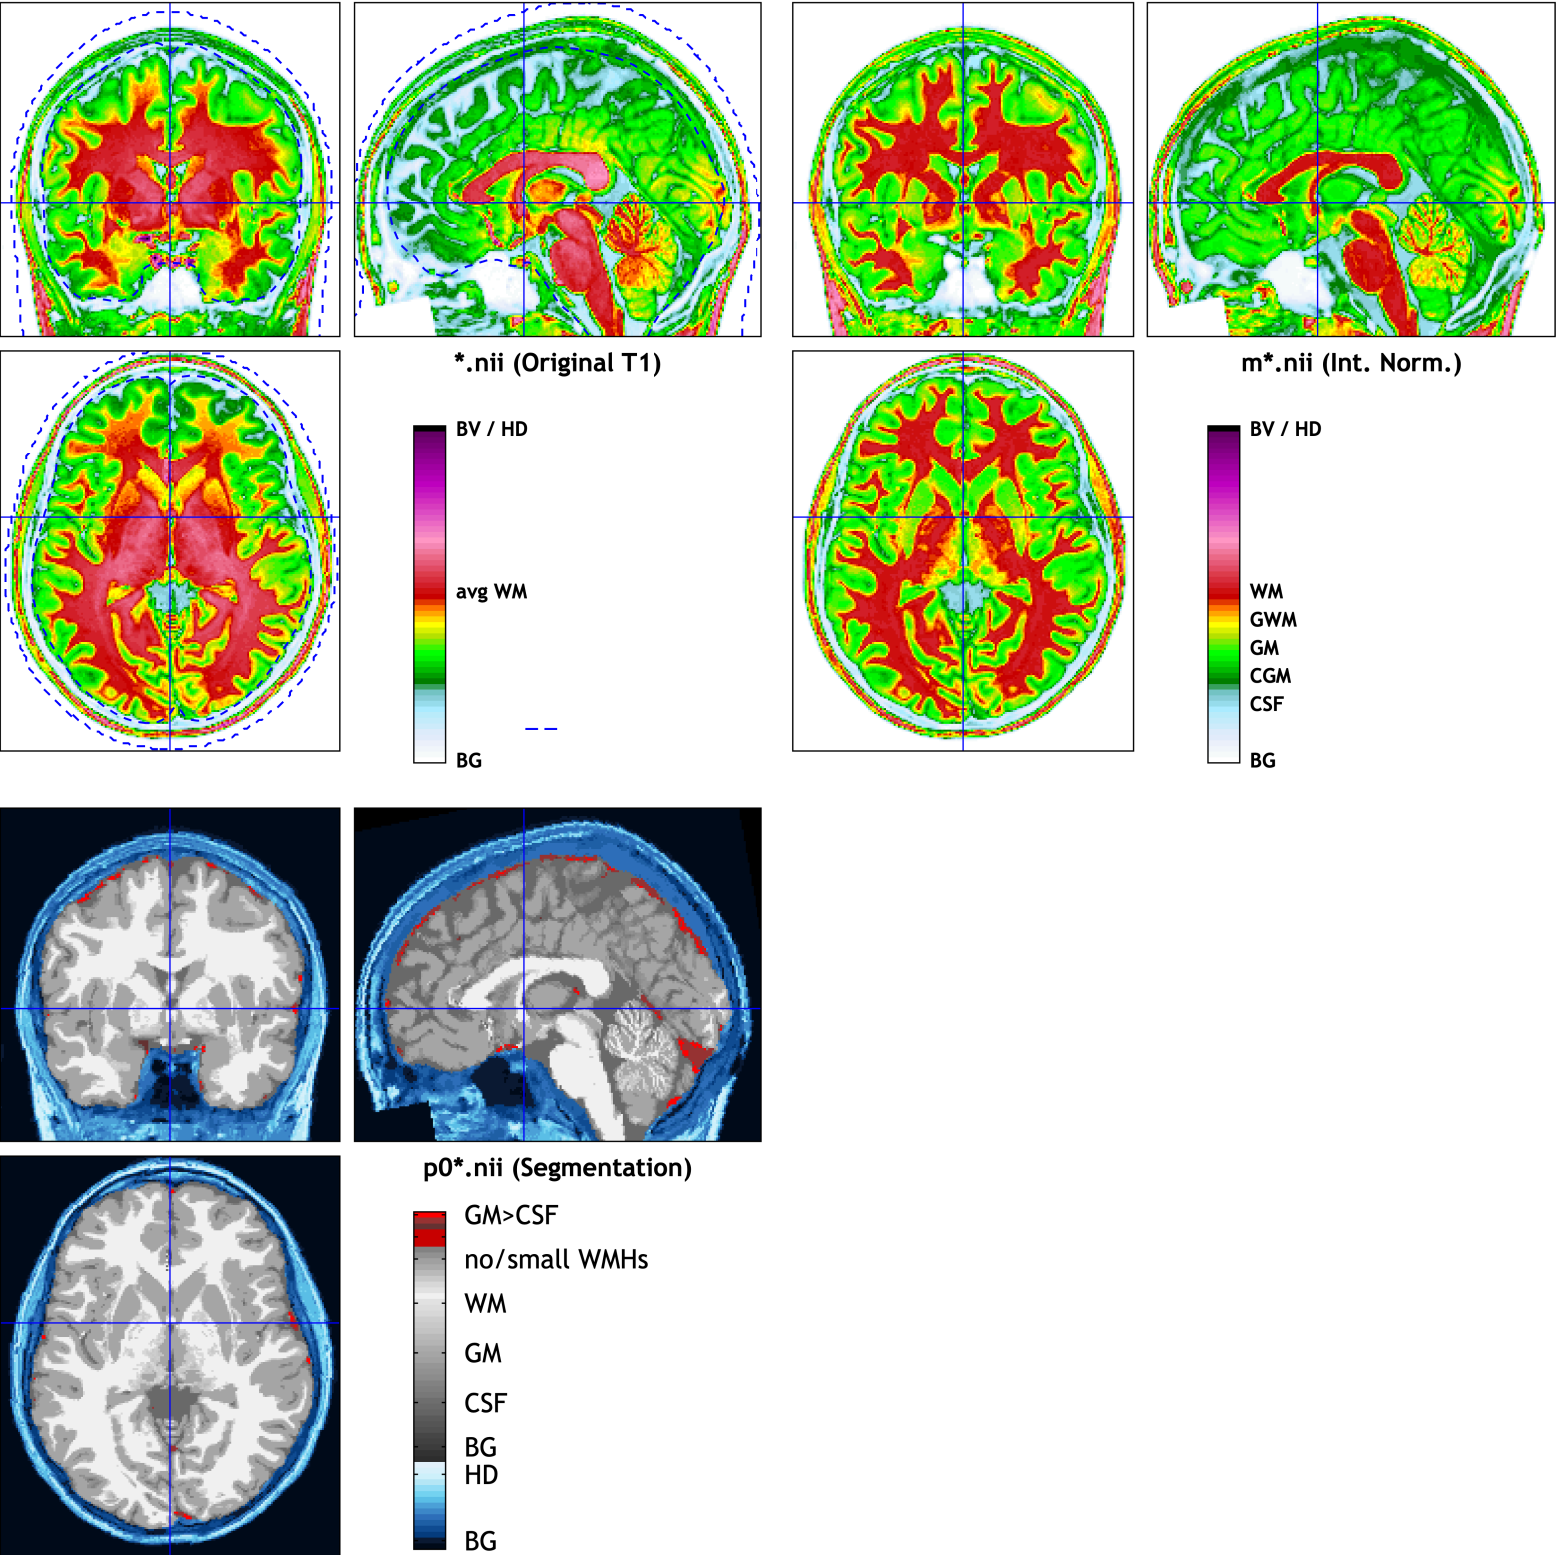 *.nii (Original T1)
BV / HD
avg WM
BG
m*.nii (Int. Norm.)
BV / HD
WM
GWM
GM
CGM
CSF
BG
p0*.nii (Segmentation)
GM>CSF
no/small WMHs
WM
GM
CSF
BG
HD
BG